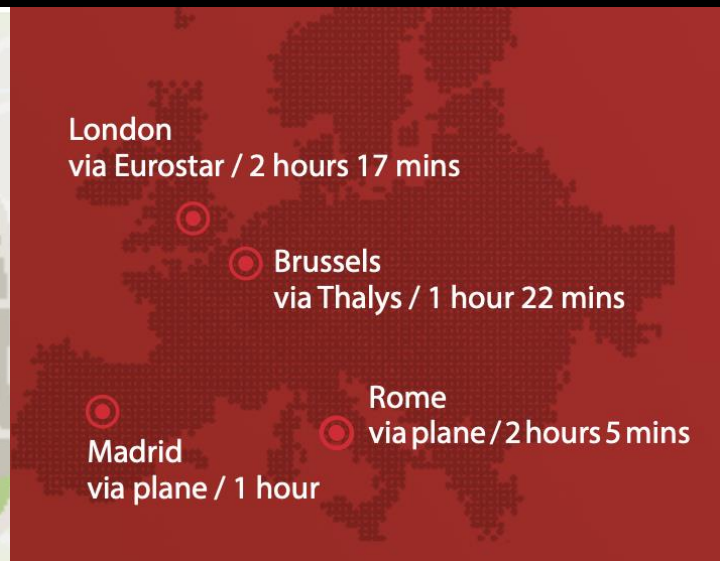 London
via Eurostar / 2 hours 17 mins
Brussels
via Thalys / 1 hour 22 mins
Rome
via plane / 2 hours 5 mins
Madrid
via plane / 1 hour